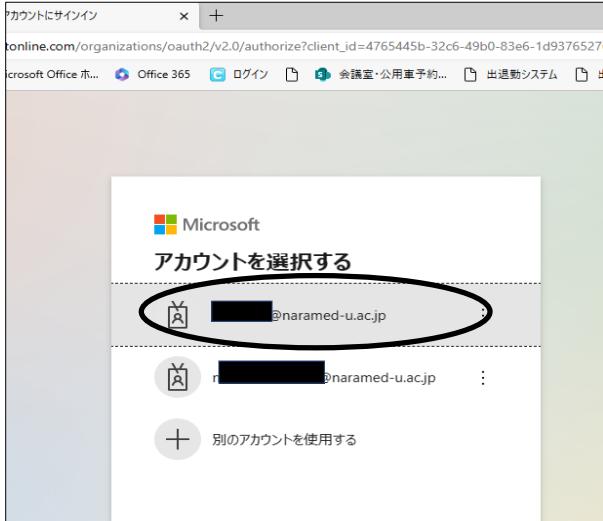 アカウントにサインイン
tonline.com/organizations/oauth2/v2.0/authorize?client_id=4765445b-32c6-49b0-83e6-1d9376527
icrosoft Office ホ... Office 365 ログイン 会議室・公用車予約... 出退勤システム
Microsoft
アカウントを選択する
@naramed-u.ac.jp
@naramed-u.ac.jp
別のアカウントを使用する